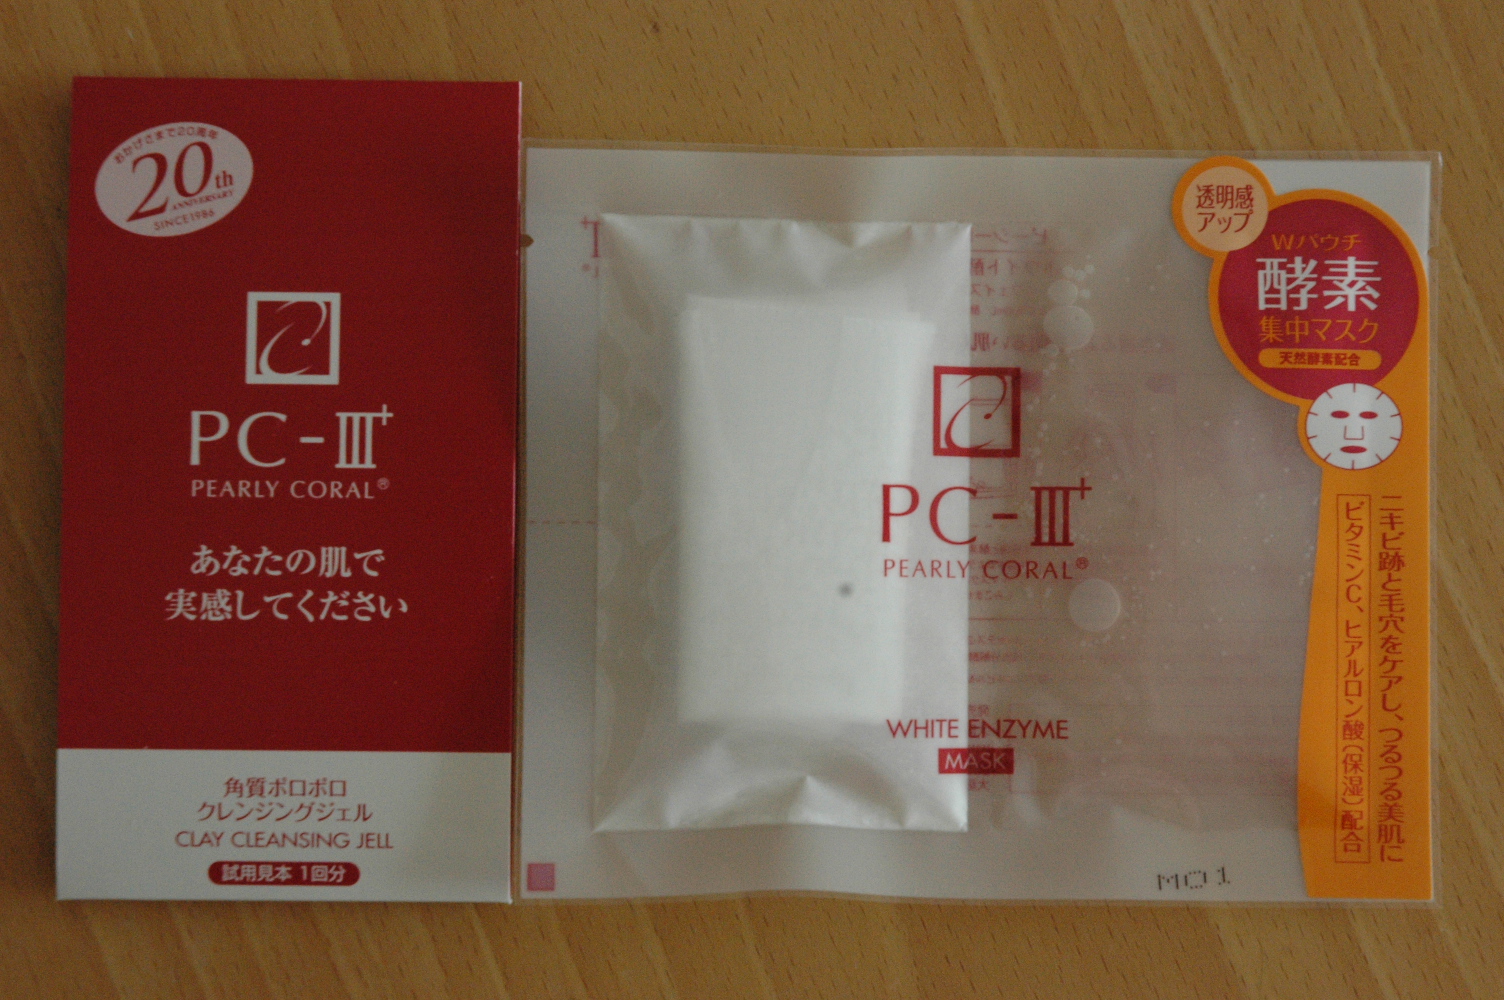 おかげさまで20周年
20th
ANNIVERSARY
SINCE1986
PC-III+
PEARLY CORAL®
あなたの肌で
実感してください
角質ポロポロ
クレンジングジェル
CLAY CLEANSING JELL
試用見本 1回分
PC-III+
PEARLY CORAL®
WHITE ENZYME
MASK
M01
透明感
アップ
Wパウチ
酵素
集中マスク
天然酵素配合
ニキビ跡と毛穴をケアし、つるつる美肌に
ビタミンC、ヒアルロン酸(保湿)配合